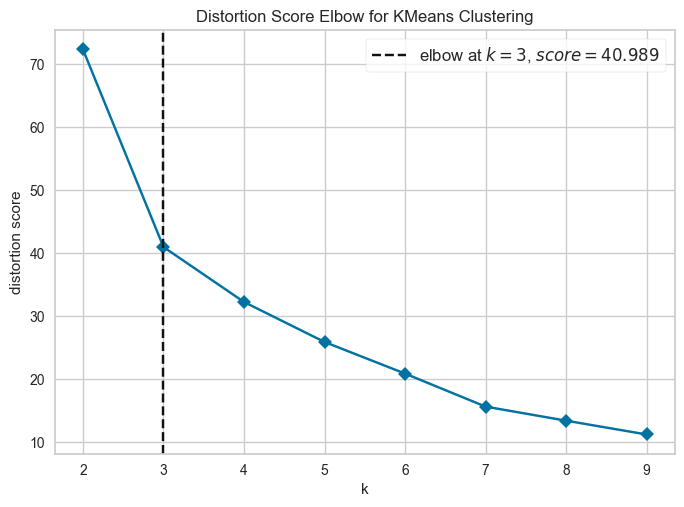 Distortion Score Elbow for KMeans Clustering
elbow at k = 3, score = 40.989
distortion score
70
60
50
40
30
20
10
2 3 4 5 6 7 8 9
k